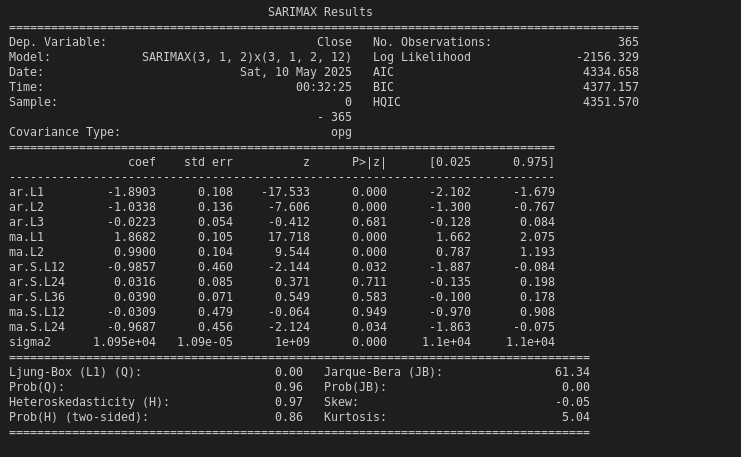 SARIMAX Results
==========================================================================================
Dep. Variable:                              Close   No. Observations:                  365
Model:             SARIMAX(3, 1, 2)x(3, 1, 2, 12)   Log Likelihood               -2156.329
Date:                            Sat, 10 May 2025   AIC                           4334.658
Time:                                    00:32:25   BIC                           4377.157
Sample:                                         0   HQIC                          4351.570
                                            - 365
Covariance Type:                              opg
==============================================================================
                 coef    std err          z      P>|z|      [0.025      0.975]
------------------------------------------------------------------------------
ar.L1         -1.8903      0.108    -17.533      0.000      -2.102      -1.679
ar.L2         -1.0338      0.136     -7.606      0.000      -1.300      -0.767
ar.L3         -0.0223      0.054     -0.412      0.681      -0.128       0.084
ma.L1          1.8682      0.105     17.718      0.000       1.662       2.075
ma.L2          0.9900      0.104      9.544      0.000       0.787       1.193
ar.S.L12      -0.9857      0.460     -2.144      0.032      -1.887      -0.084
ar.S.L24       0.0316      0.085      0.371      0.711      -0.135       0.198
ar.S.L36       0.0390      0.071      0.549      0.583      -0.100       0.178
ma.S.L12      -0.0309      0.479     -0.064      0.949      -0.970       0.908
ma.S.L24      -0.9687      0.456     -2.124      0.034      -1.863      -0.075
sigma2      1.095e+04   1.09e-05      1e+09      0.000     1.1e+04     1.1e+04
===================================================================================
Ljung-Box (L1) (Q):                   0.00   Jarque-Bera (JB):                61.34
Prob(Q):                              0.96   Prob(JB):                         0.00
Heteroskedasticity (H):               0.97   Skew:                            -0.05
Prob(H) (two-sided):                  0.86   Kurtosis:                         5.04
===================================================================================